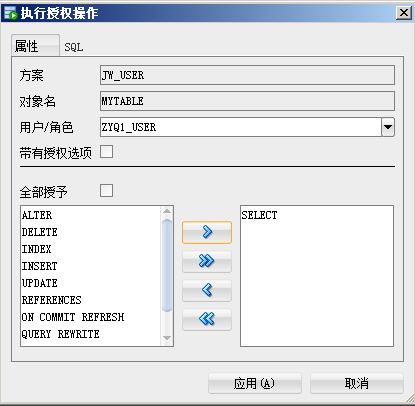 执行授权操作
属性 SQL
方案 JW_USER
对象名 MYTABLE
用户/角色 ZYQ1_USER
带有授权选项
全部授予
ALTER
DELETE
INDEX
INSERT
UPDATE
REFERENCES
ON COMMIT REFRESH
QUERY REWRITE
SELECT
应用(A) 取消